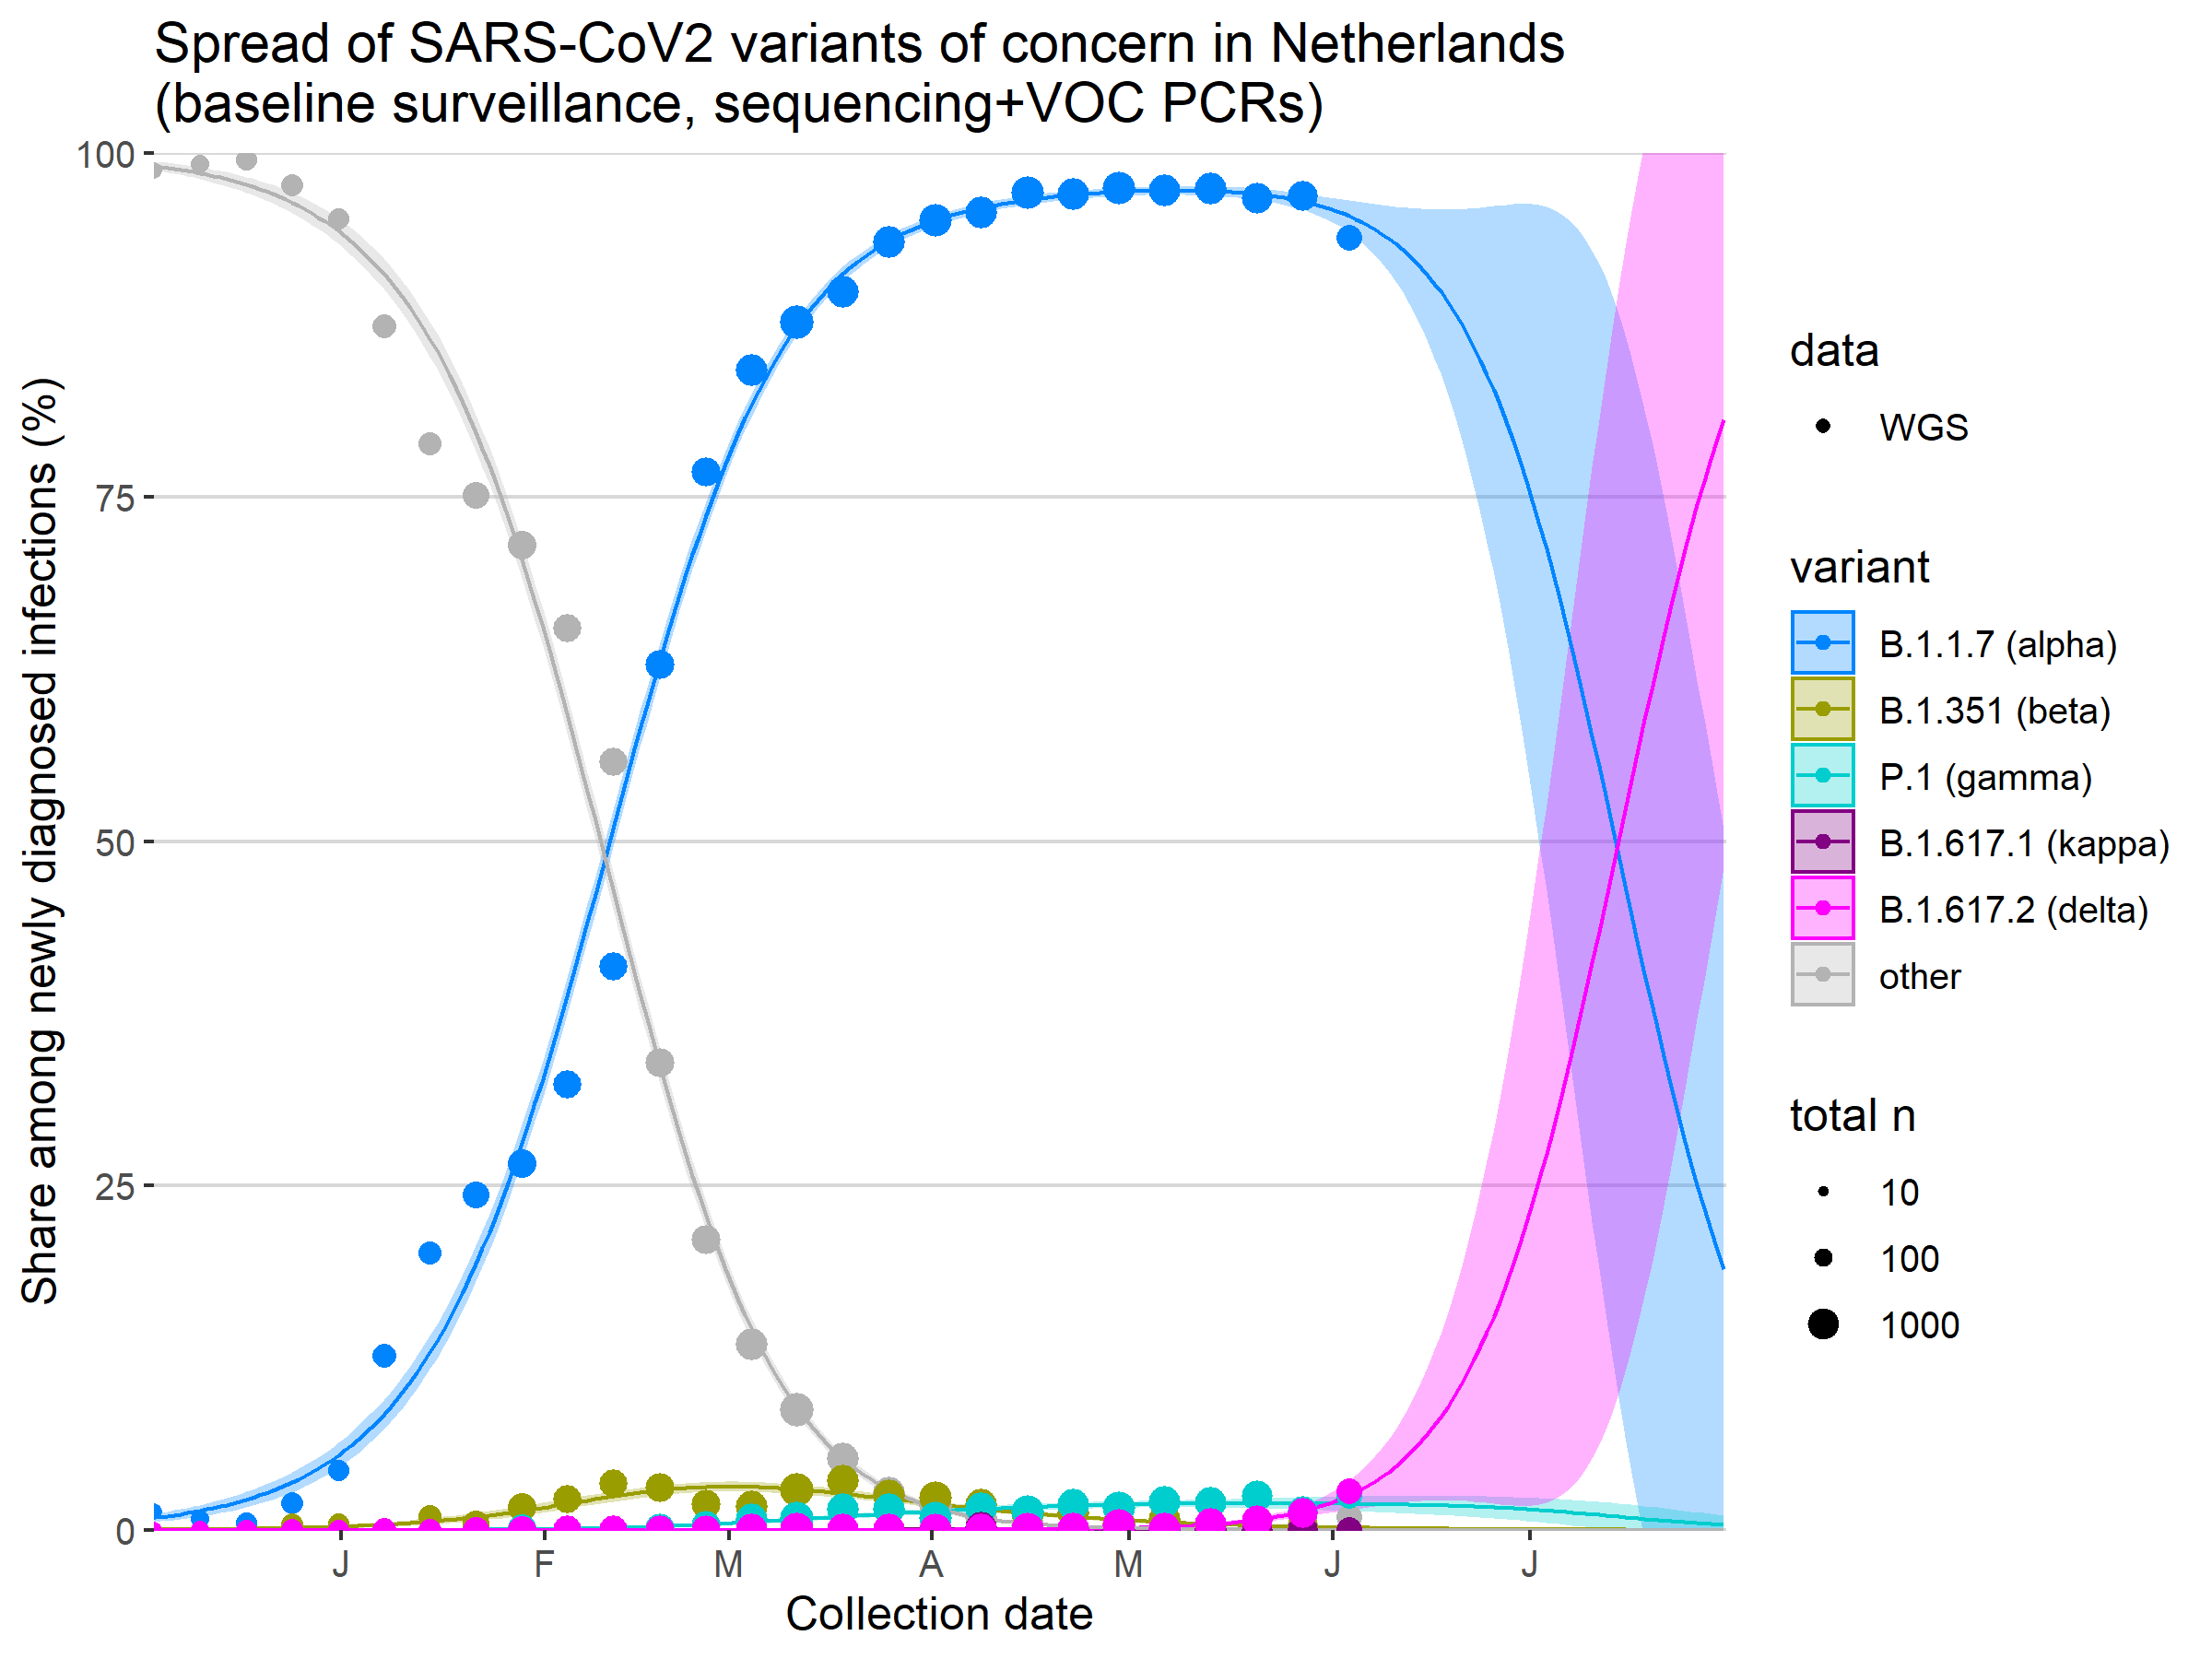 Spread of SARS-CoV2 variants of concern in Netherlands
(baseline surveillance, sequencing+VOC PCRs)
Share among newly diagnosed infections (%)
100
75
50
25
0
J F M A M J J
Collection date
data
WGS
variant
B.1.1.7 (alpha)
B.1.351 (beta)
P.1 (gamma)
B.1.617.1 (kappa)
B.1.617.2 (delta)
other
total n
10
100
1000